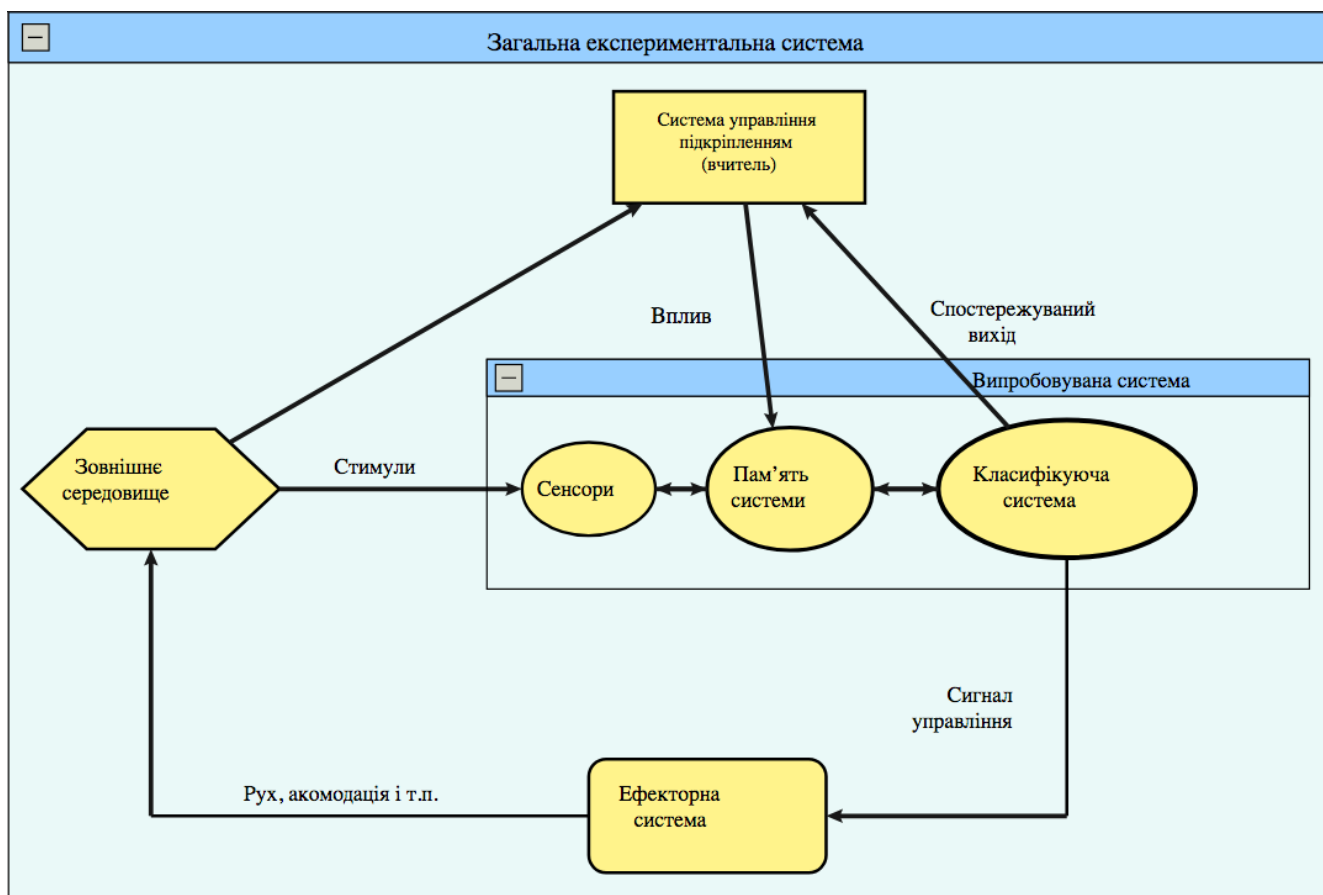 Загальна експериментальна система
Система управління
підкріпленням
(вчитель)
Вплив
Спостережуваний
вихід
Випробовувана система
Зовнішнє
середовище
Стимули
Сенсори
Пам’ять
системи
Класифікуюча
система
Сигнал
управління
Рух, акомодація і т.п.
Ефекторна
система